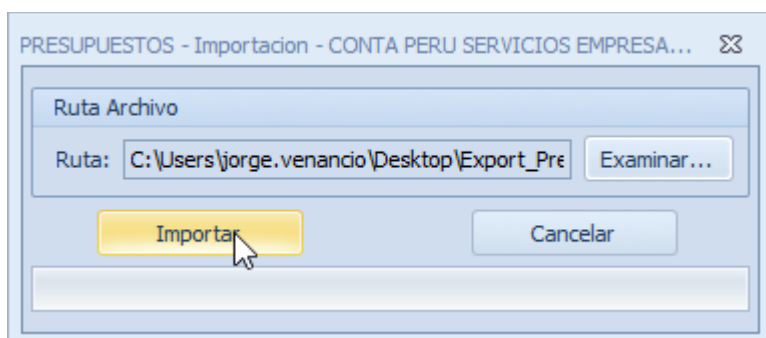 PRESUPUESTOS - Importacion - CONTA PERU SERVICIOS EMPRESA...
Ruta Archivo
Ruta: C:\Users\jorge.venancio\Desktop\Export_Pre Examinar...
Importar Cancelar